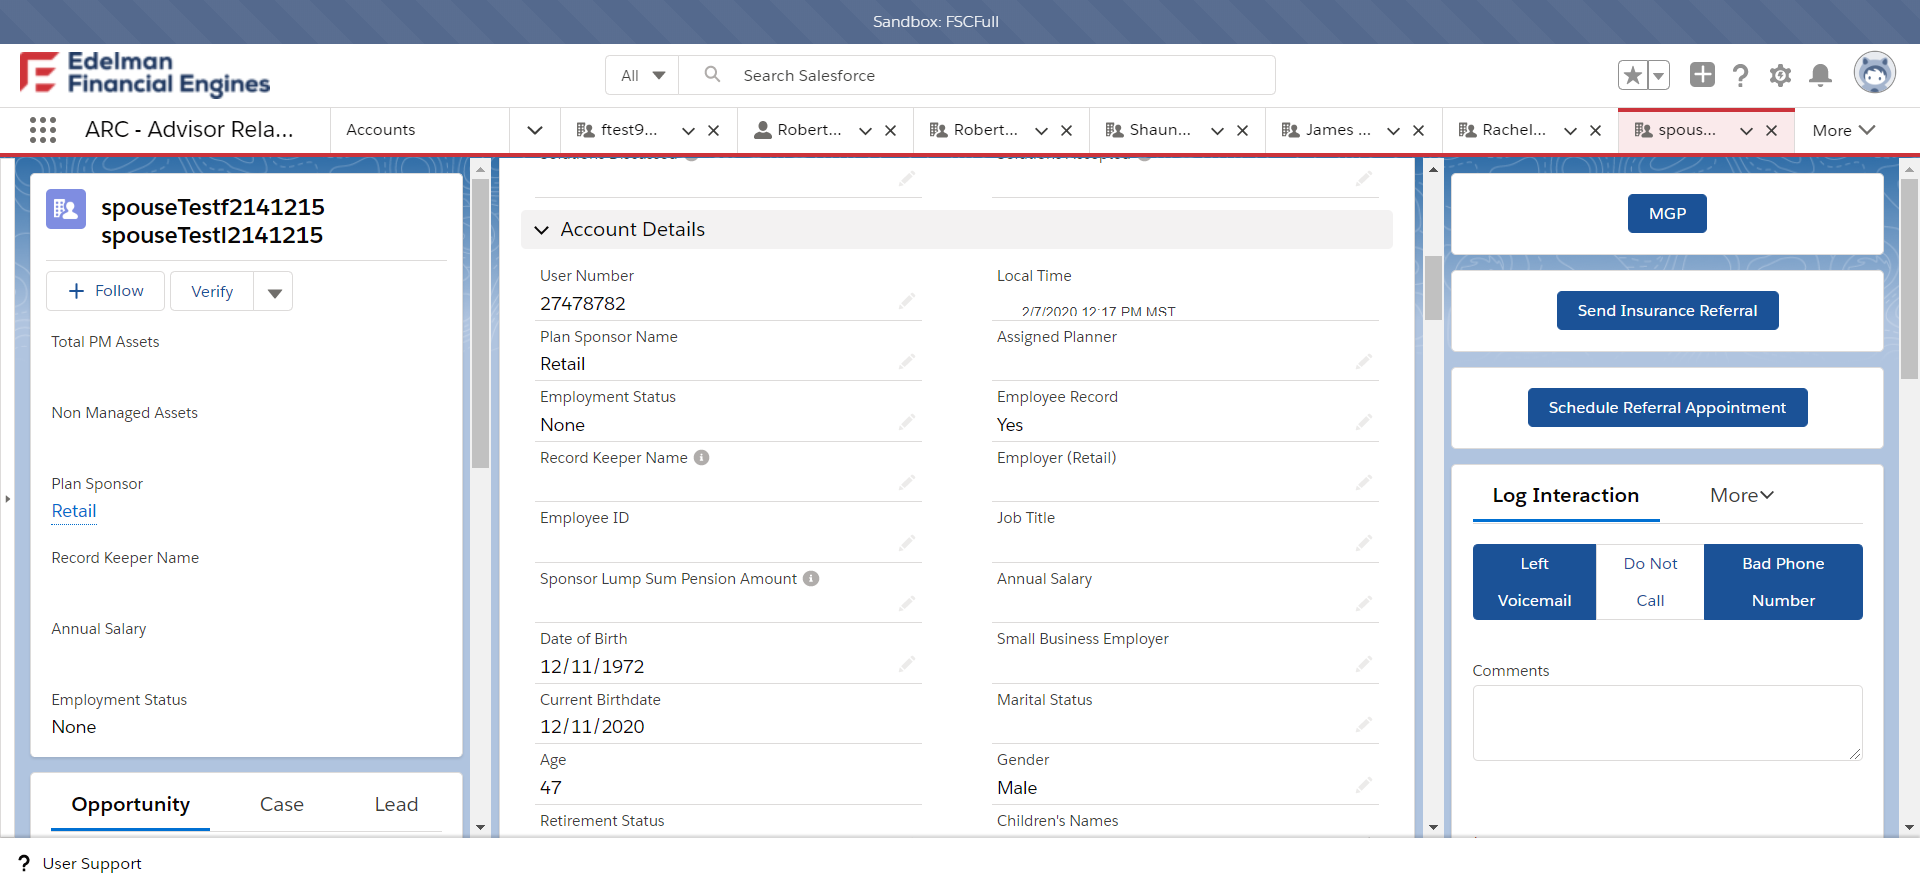 Sandbox: FSCFull
Edelman
Financial Engines
All
Search Salesforce
ARC - Advisor Rela...
Accounts
ftest9...
Robert...
Robert...
Shaun...
James ...
Rachel...
spous...
More
spouseTestf2141215
spouseTestl2141215
Follow
Verify
Total PM Assets
Non Managed Assets
Plan Sponsor
Retail
Record Keeper Name
Annual Salary
Employment Status
None
Opportunity Case Lead
Account Details
User Number
27478782
Local Time
2/7/2020 12:17 PM MST
Plan Sponsor Name
Retail
Assigned Planner
Employment Status
None
Employee Record
Yes
Record Keeper Name
Employer (Retail)
Employee ID
Job Title
Sponsor Lump Sum Pension Amount
Annual Salary
Date of Birth
12/11/1972
Small Business Employer
Current Birthdate
12/11/2020
Marital Status
Age
47
Gender
Male
Retirement Status
Children's Names
MGP
Send Insurance Referral
Schedule Referral Appointment
Log Interaction
More
Left
Voicemail
Do Not
Call
Bad Phone
Number
Comments
? User Support